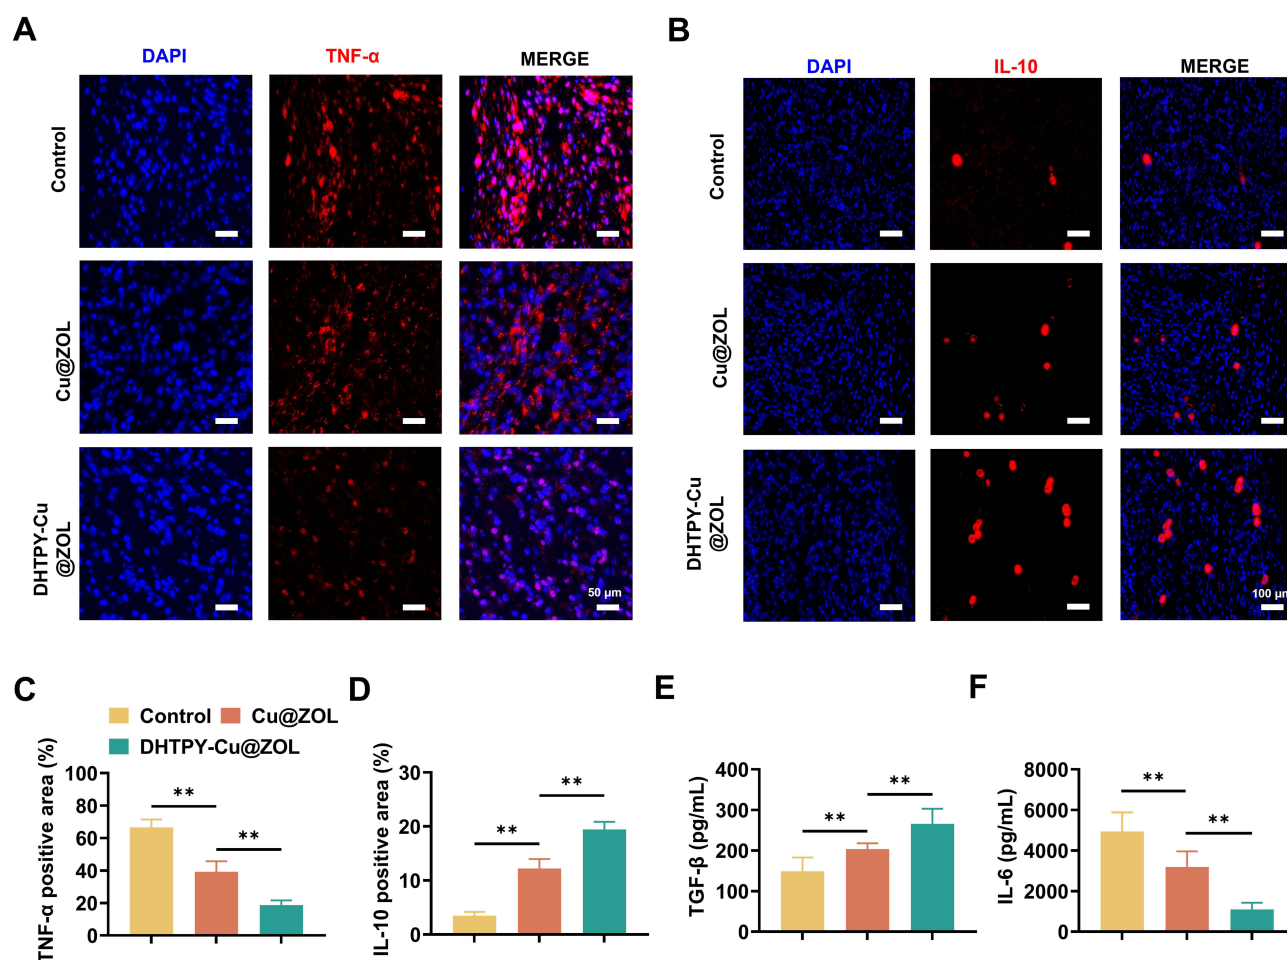 A
DAPI
TNF-α
MERGE
Control
Cu@ZOL
DHTPY-Cu
@ZOL
50 μm
B
DAPI
IL-10
MERGE
Control
Cu@ZOL
DHTPY-Cu
@ZOL
100 μm
C
Control
Cu@ZOL
DHTPY-Cu@ZOL
TNF-α positive area (%)
100
80
60
40
20
0
**
**
D
IL-10 positive area (%)
30
20
10
0
**
**
E
TGF-β (pg/mL)
400
300
200
100
0
**
**
F
IL-6 (pg/mL)
8000
6000
4000
2000
0
**
**